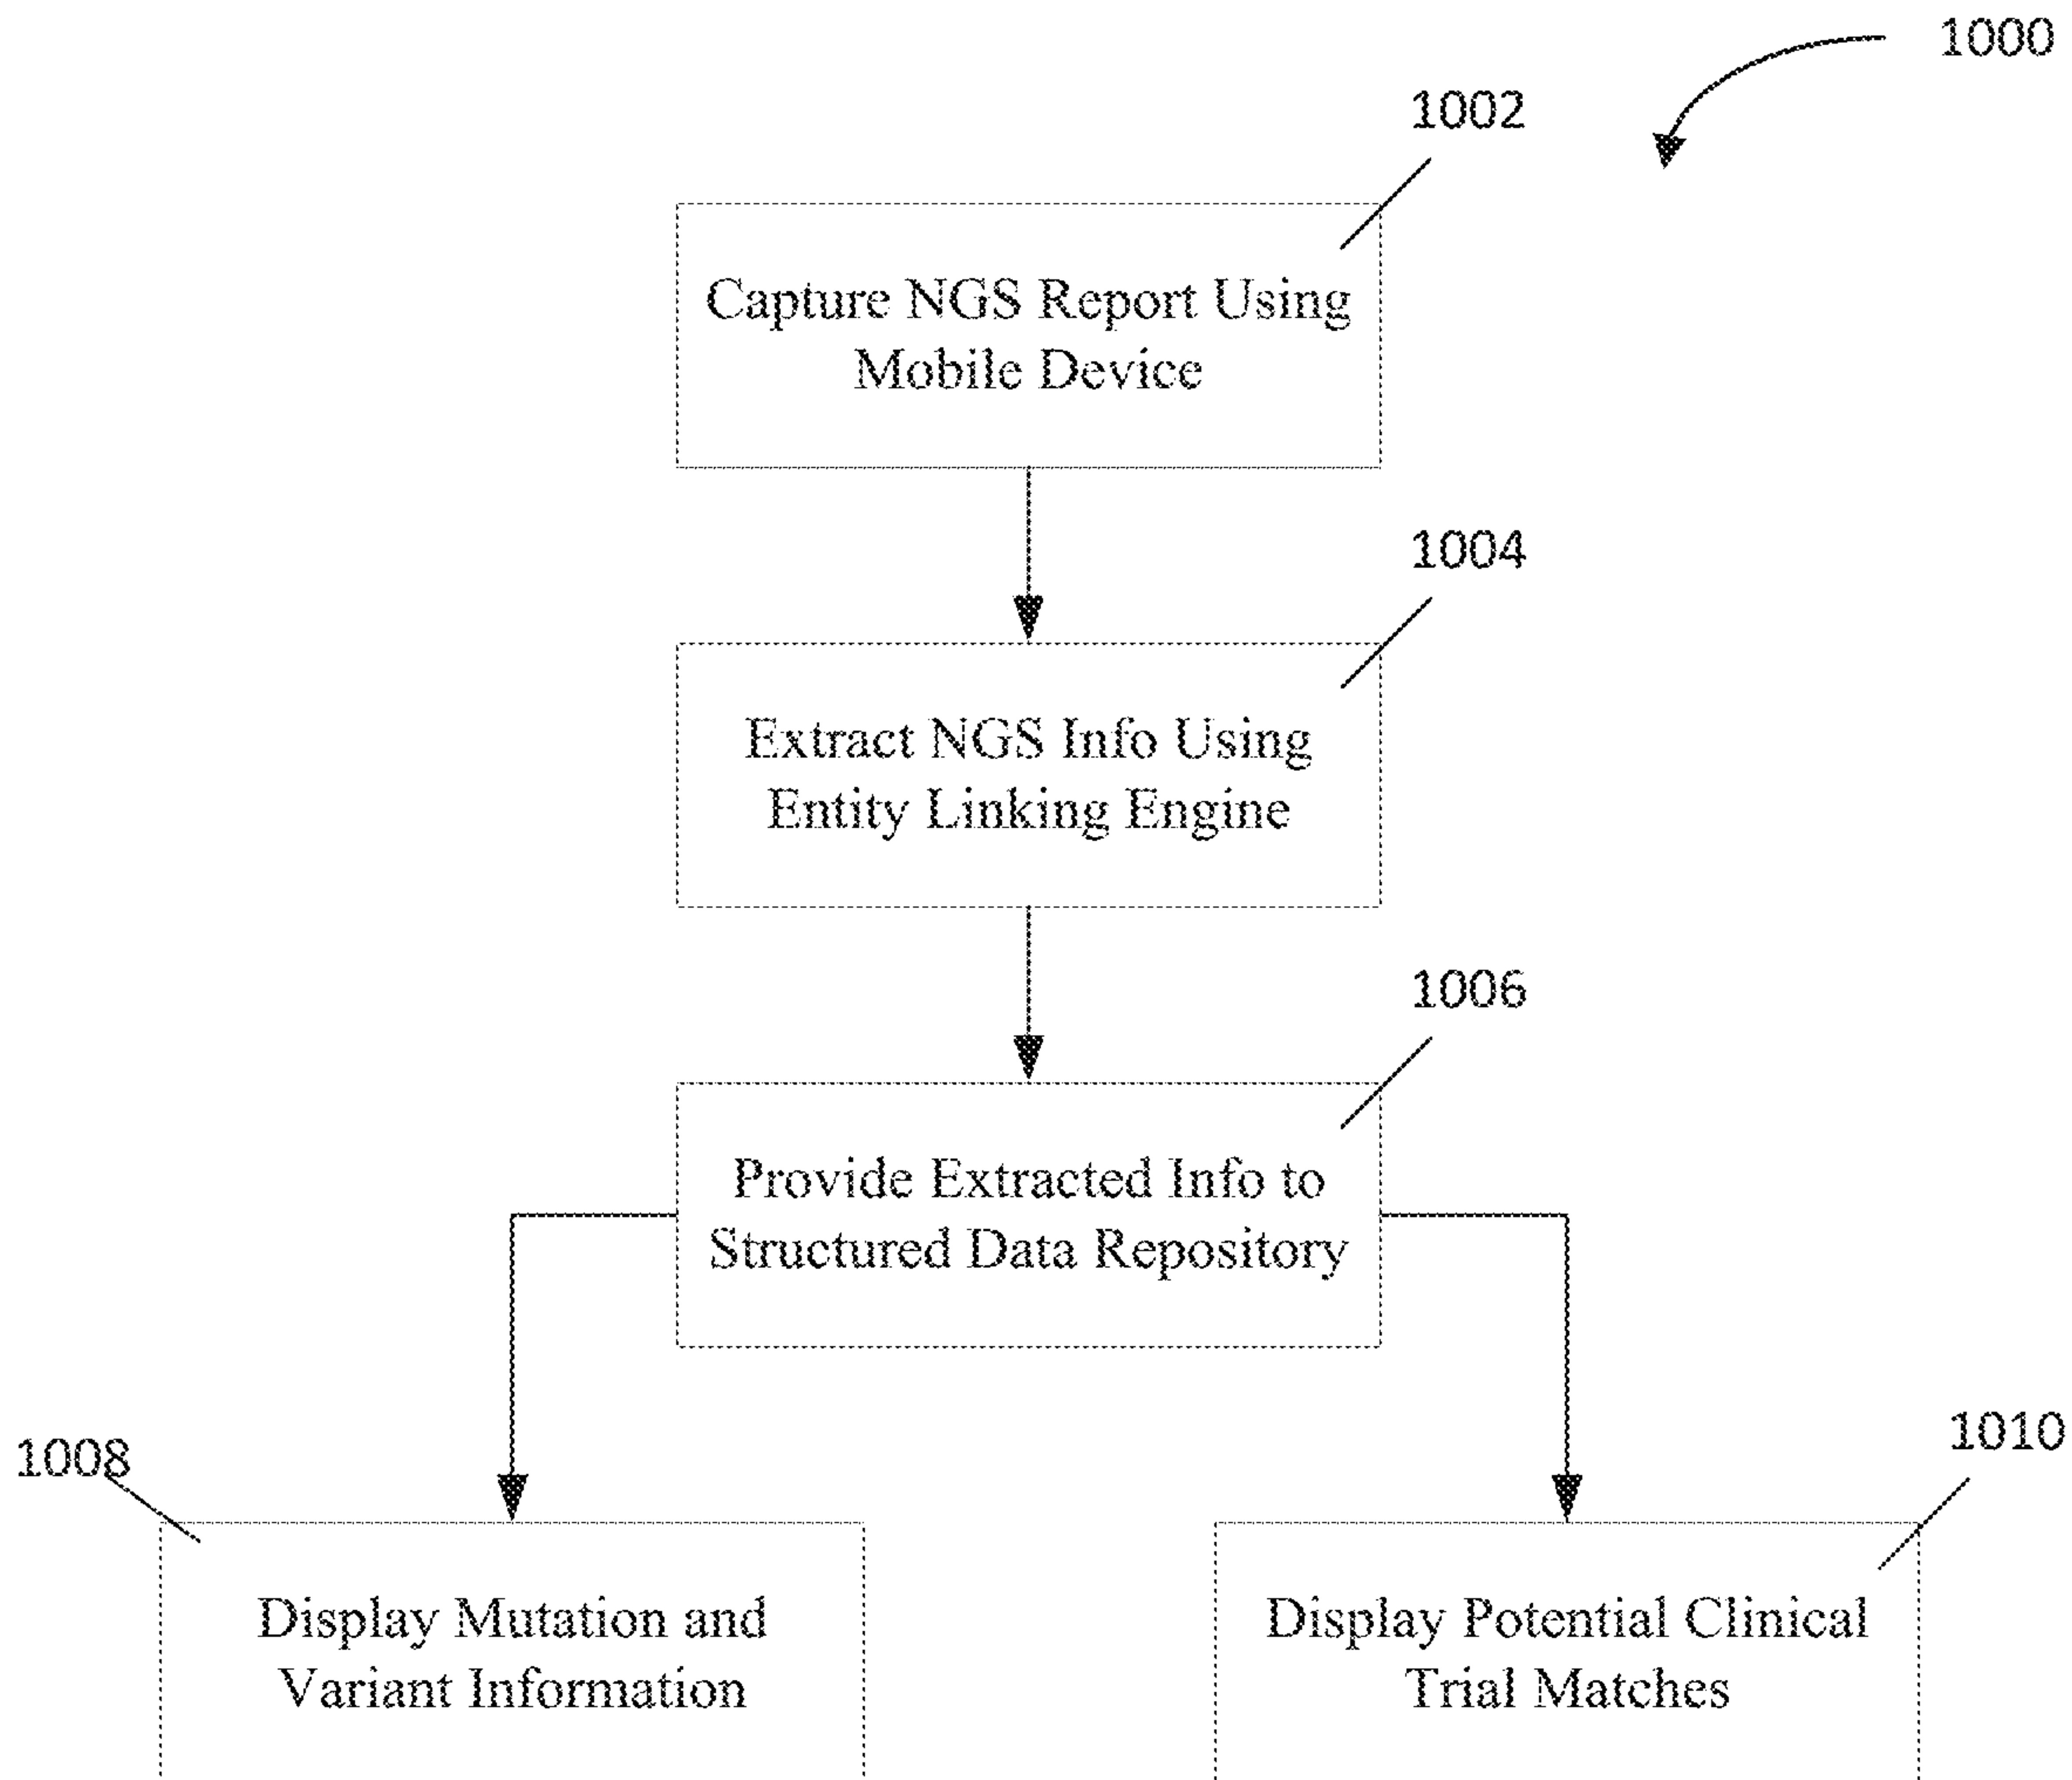 1000
1002
Capture NGS Report Using
Mobile Device
1004
Extract NGS Info Using
Entity Linking Engine
1006
Provide Extracted Info to
Structured Data Repository
1008
Display Mutation and
Variant Information
1010
Display Potential Clinical
Trial Matches